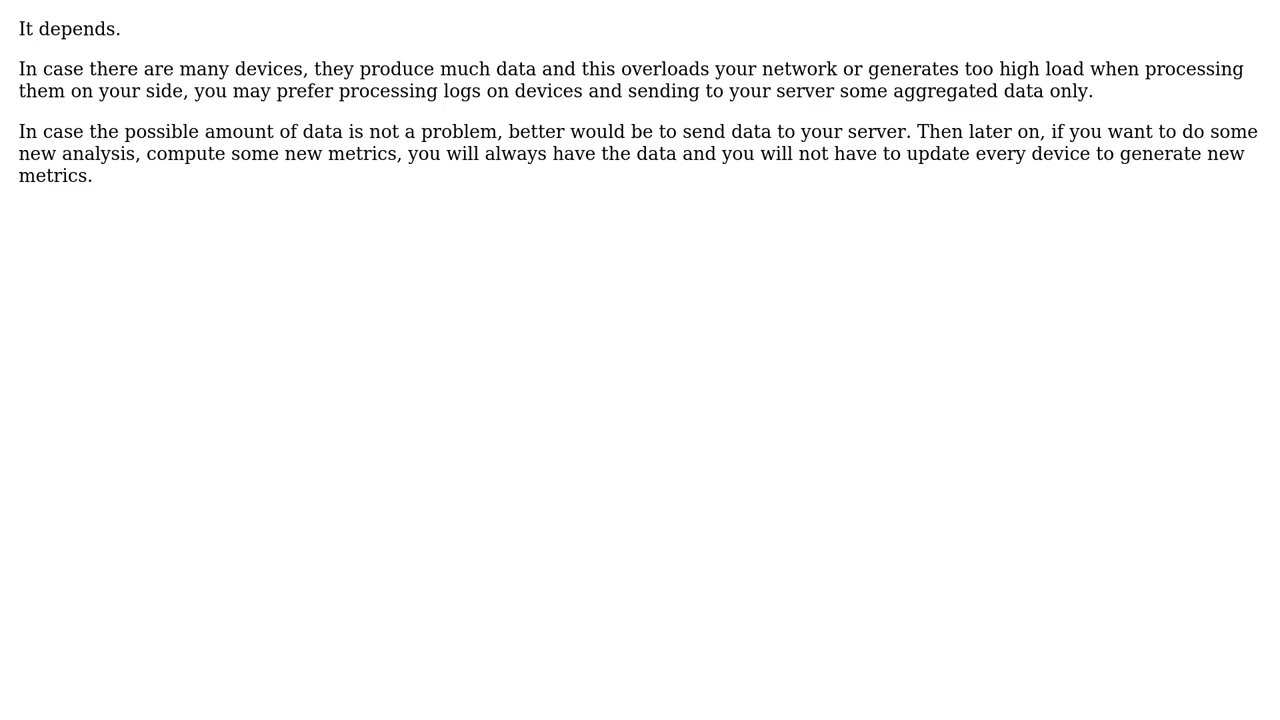 It depends.
In case there are many devices, they produce much data and this overloads your network or generates too high load when processing
them on your side, you may prefer processing logs on devices and sending to your server some aggregated data only.
In case the possible amount of data is not a problem, better would be to send data to your server. Then later on, if you want to do some
new analysis, compute some new metrics, you will always have the data and you will not have to update every device to generate new
metrics.